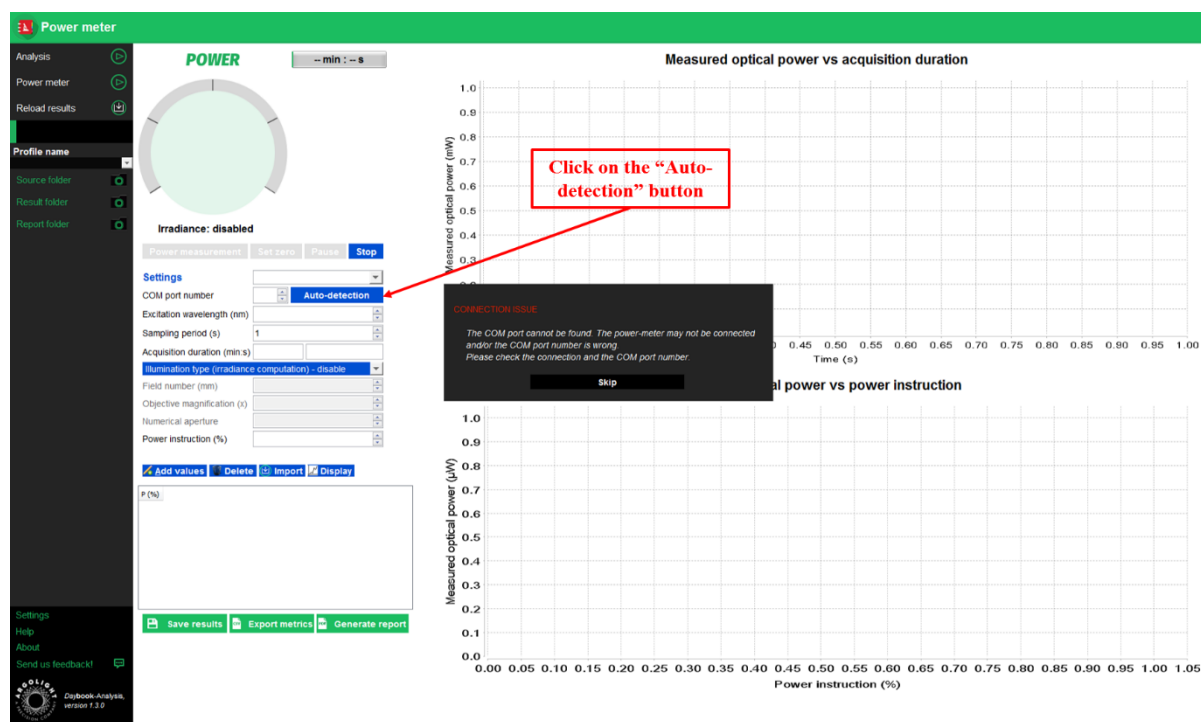 Power meter
Analysis
Power meter
Reload results
Profile name
Source folder
Result folder
Report folder
Settings
Help
About
Send us feedback!
ARGOLIGHT
Daybook-Analysis,
version 1.3.0
POWER
-- min : -- s
Irradiance: disabled
Power measurement Set zero Pause Stop
Settings
COM port number Auto-detection
Excitation wavelength (nm)
Sampling period (s) 1
Acquisition duration (min:s)
Illumination type (irradiance computation) - disable
Field number (mm)
Objective magnification (x)
Numerical aperture
Power instruction (%)
Add values Delete Import Display
P (%)
Save results Export metrics Generate report
Measured optical power vs acquisition duration
Measured optical power (mW)
1.0
0.9
0.8
0.7
0.6
0.5
0.4
0.3
0.45 0.50 0.55 0.60 0.65 0.70 0.75 0.80 0.85 0.90 0.95 1.00
Time (s)
Click on the “Auto-
detection” button
CONNECTION ISSUE
The COM port cannot be found. The power-meter may not be connected
and/or the COM port number is wrong.
Please check the connection and the COM port number.
Skip
al power vs power instruction
Measured optical power (µW)
1.0
0.9
0.8
0.7
0.6
0.5
0.4
0.3
0.2
0.1
0.0
0.00 0.05 0.10 0.15 0.20 0.25 0.30 0.35 0.40 0.45 0.50 0.55 0.60 0.65 0.70 0.75 0.80 0.85 0.90 0.95 1.00 1.05
Power instruction (%)